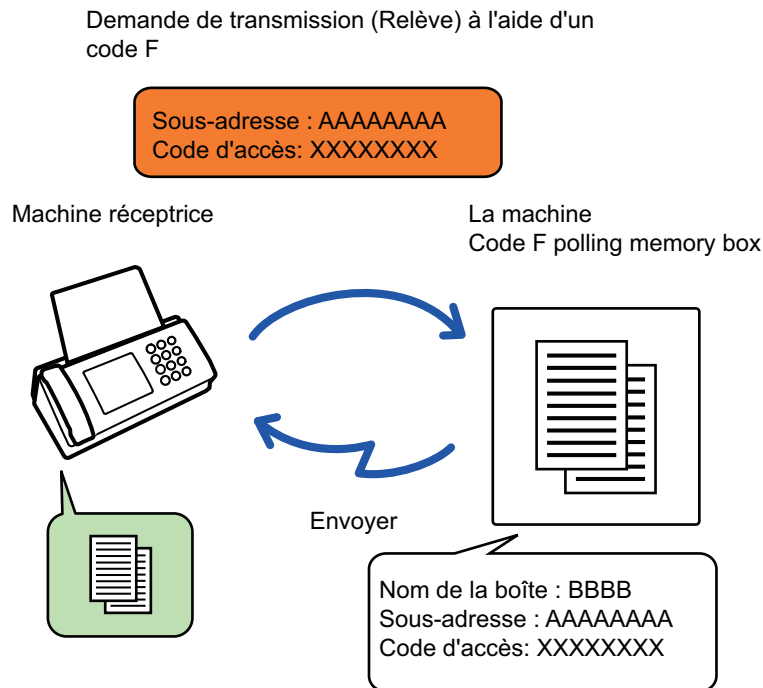 Demande de transmission (Relève) à l'aide d'un
code F
Sous-adresse : AAAAAAAA
Code d'accès: XXXXXXXX
Machine réceptrice
La machine
Code F polling memory box
Envoyer
Nom de la boîte : BBBB
Sous-adresse : AAAAAAAA
Code d'accès: XXXXXXXX